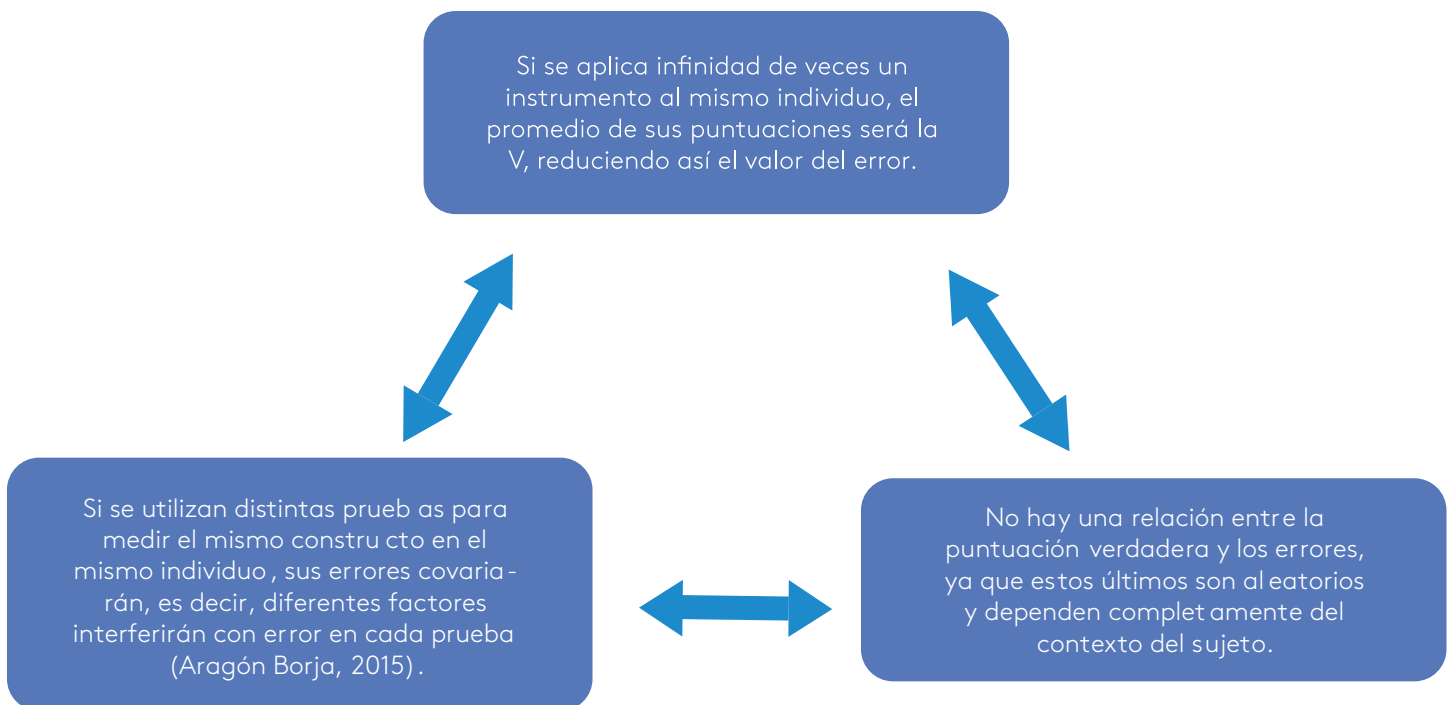 Si se aplica infinidad de veces un
instrumento al mismo individuo, el
promedio de sus puntuaciones será la
V, reduciendo así el valor del error.
Si se utilizan distintas prueb as para
medir el mismo constru cto en el
mismo individuo , sus errores covaria-
rán, es decir, diferentes factores
interferirán con error en cada prueba
(Aragón Borja, 2015).
No hay una relación entre la
puntuación verdadera y los errores,
ya que estos últimos son al eatorios
y dependen complet amente del
contexto del sujeto.